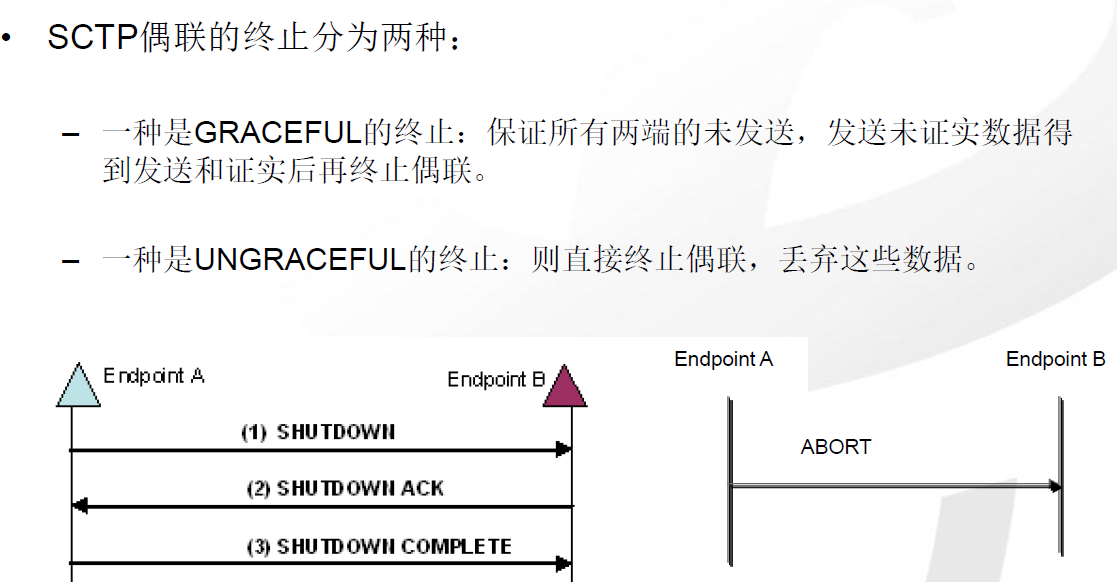 • SCTP偶联的终止分为两种：
– 一种是GRACEFUL的终止：保证所有两端的未发送，发送未证实数据得
到发送和证实后再终止偶联。
– 一种是UNGRACEFUL的终止：则直接终止偶联，丢弃这些数据。
Endpoint A
Endpoint B
(1) SHUTDOWN
(2) SHUTDOWN ACK
(3) SHUTDOWN COMPLETE
Endpoint A
Endpoint B
ABORT